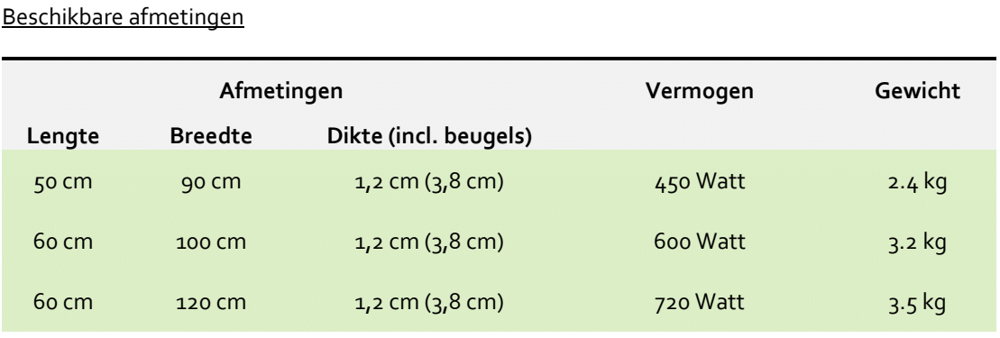 Beschikbare afmetingen
Afmetingen Vermogen Gewicht
Lengte Breedte Dikte (incl. beugels)
50 cm 90 cm 1,2 cm (3,8 cm) 450 Watt 2.4 kg
60 cm 100 cm 1,2 cm (3,8 cm) 600 Watt 3.2 kg
60 cm 120 cm 1,2 cm (3,8 cm) 720 Watt 3.5 kg